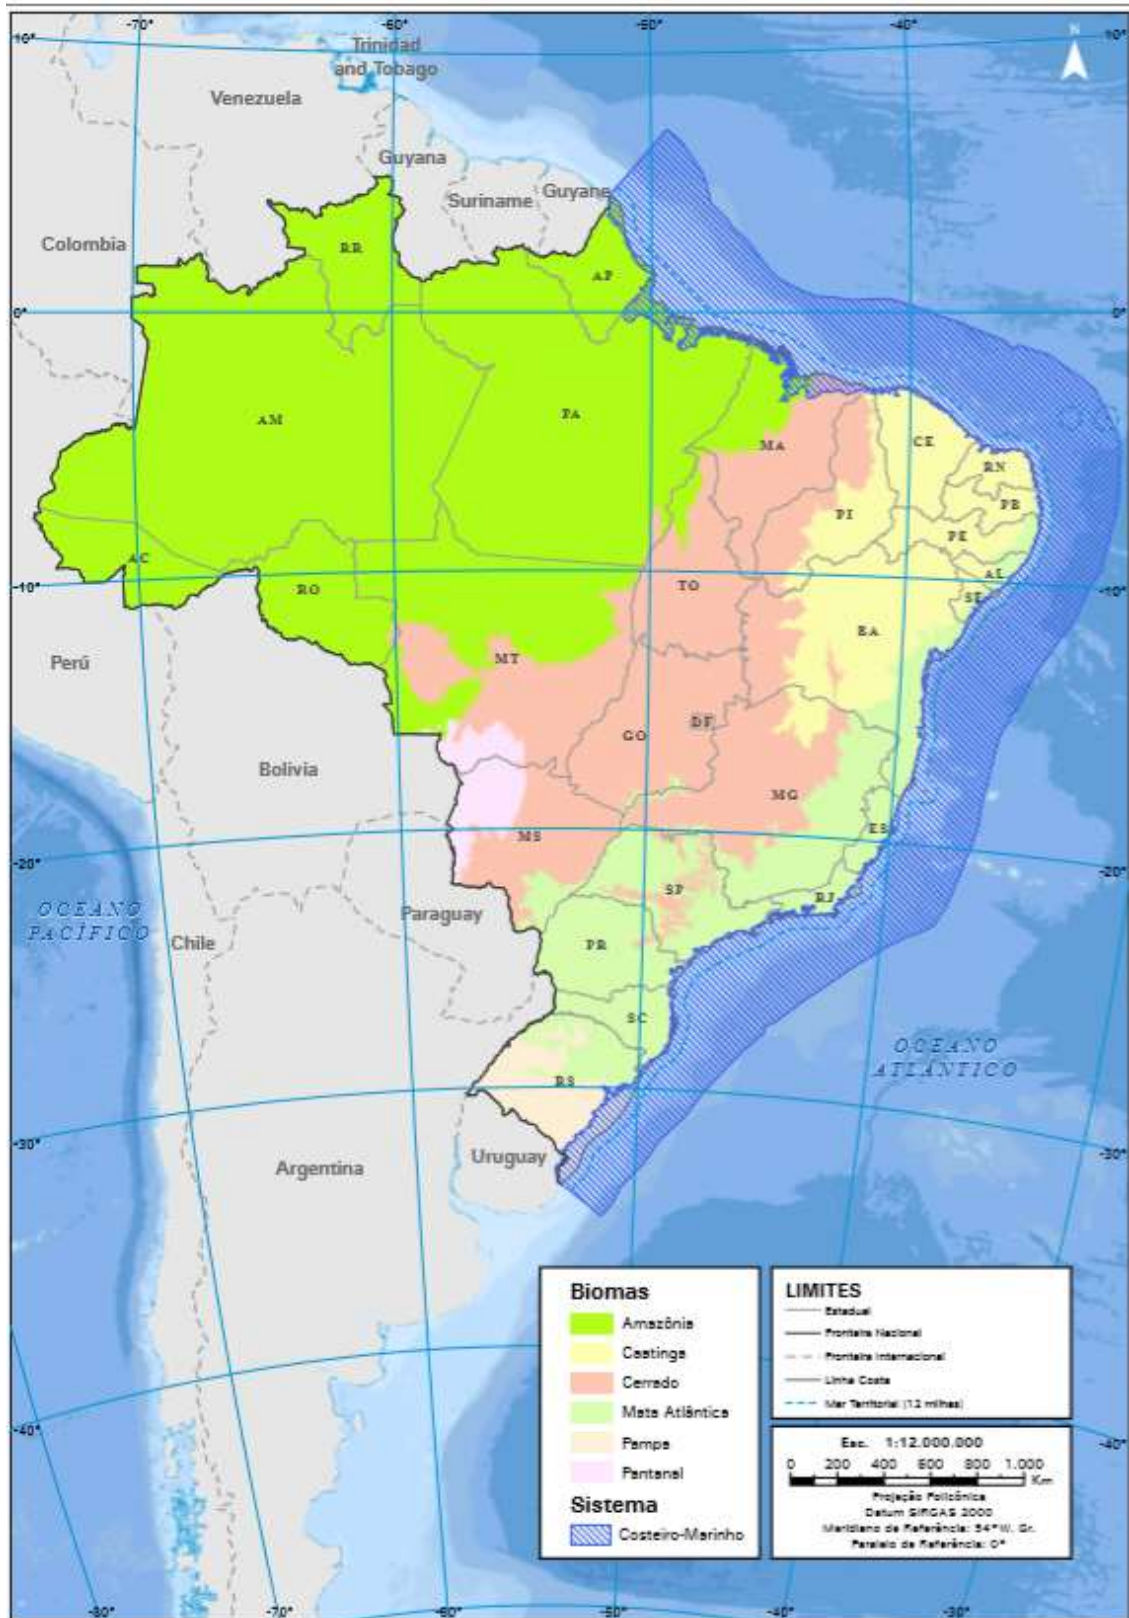 -70°
-60°
-50°
-40°
10°
10°
N
Trinidad
and Tobago
Venezuela
Guyana
Suriname
Guyane
Colombia
RR
AP
0°
0°
AM
PA
MA
CE
RN
PB
PI
PE
AC
AL
-10°
RO
TO
SE
-10°
BA
Perú
MT
DF
GO
Bolivia
MG
MS
ES
-20°
-20°
SP
RJ
OCEANO
PACÍFICO
Paraguay
Chile
PR
SC
OCEANO
ATLÂNTICO
RS
-30°
-30°
Uruguay
Argentina
Biomas
Amazônia
Caatinga
Cerrado
Mata Atlântica
Pampa
Pantanal
Sistema
Costeiro-Marinho
LIMITES
Estadual
Fronteira Nacional
Fronteira Internacional
Linha Costa
Mar Territorial (12 milhas)
Esc. 1:12.000.000
0 200 400 600 800 1.000
Km
Projeção Policônica
Datum SIRGAS 2000
Meridiano de Referência: 54° W. Gr.
Paralelo de Referência: 0°
-40°
-40°
-70°
-60°
-50°
-40°
-30°